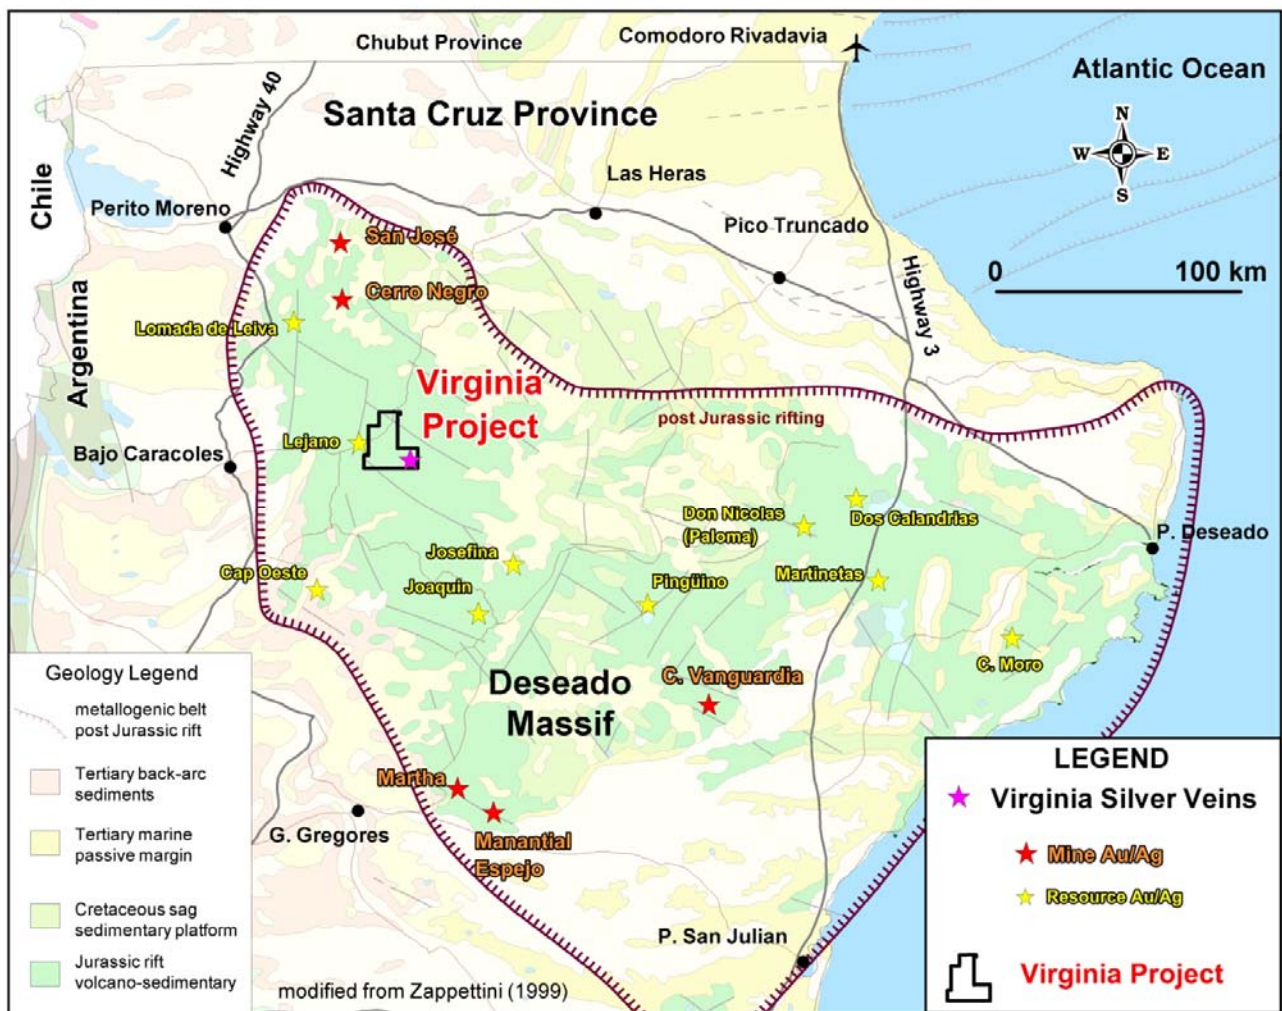 Chubut Province
Comodoro Rivadavia
Atlantic Ocean
Highway 40
Santa Cruz Province
N
W
E
S
Chile
Las Heras
Perito Moreno
Pico Truncado
San José
Highway 3
0
100 km
Cerro Negro
Argentina
Lomada de Leiva
Virginia
Project
post Jurassic rifting
Lejano
Bajo Caracoles
Don Nicolas
(Paloma)
Dos Calandrias
P. Deseado
Josefina
Cap Oeste
Joaquin
Pingüino
Martinetas
C. Moro
Deseado
Massif
C. Vanguardia
Martha
G. Gregores
Manantial
Espejo
P. San Julian
Geology Legend
metallogenic belt
post Jurassic rift
Tertiary back-arc
sediments
Tertiary marine
passive margin
Cretaceous sag
sedimentary platform
Jurassic rift
volcano-sedimentary
modified from Zappettini (1999)
LEGEND
Virginia Silver Veins
Mine Au/Ag
Resource Au/Ag
Virginia Project